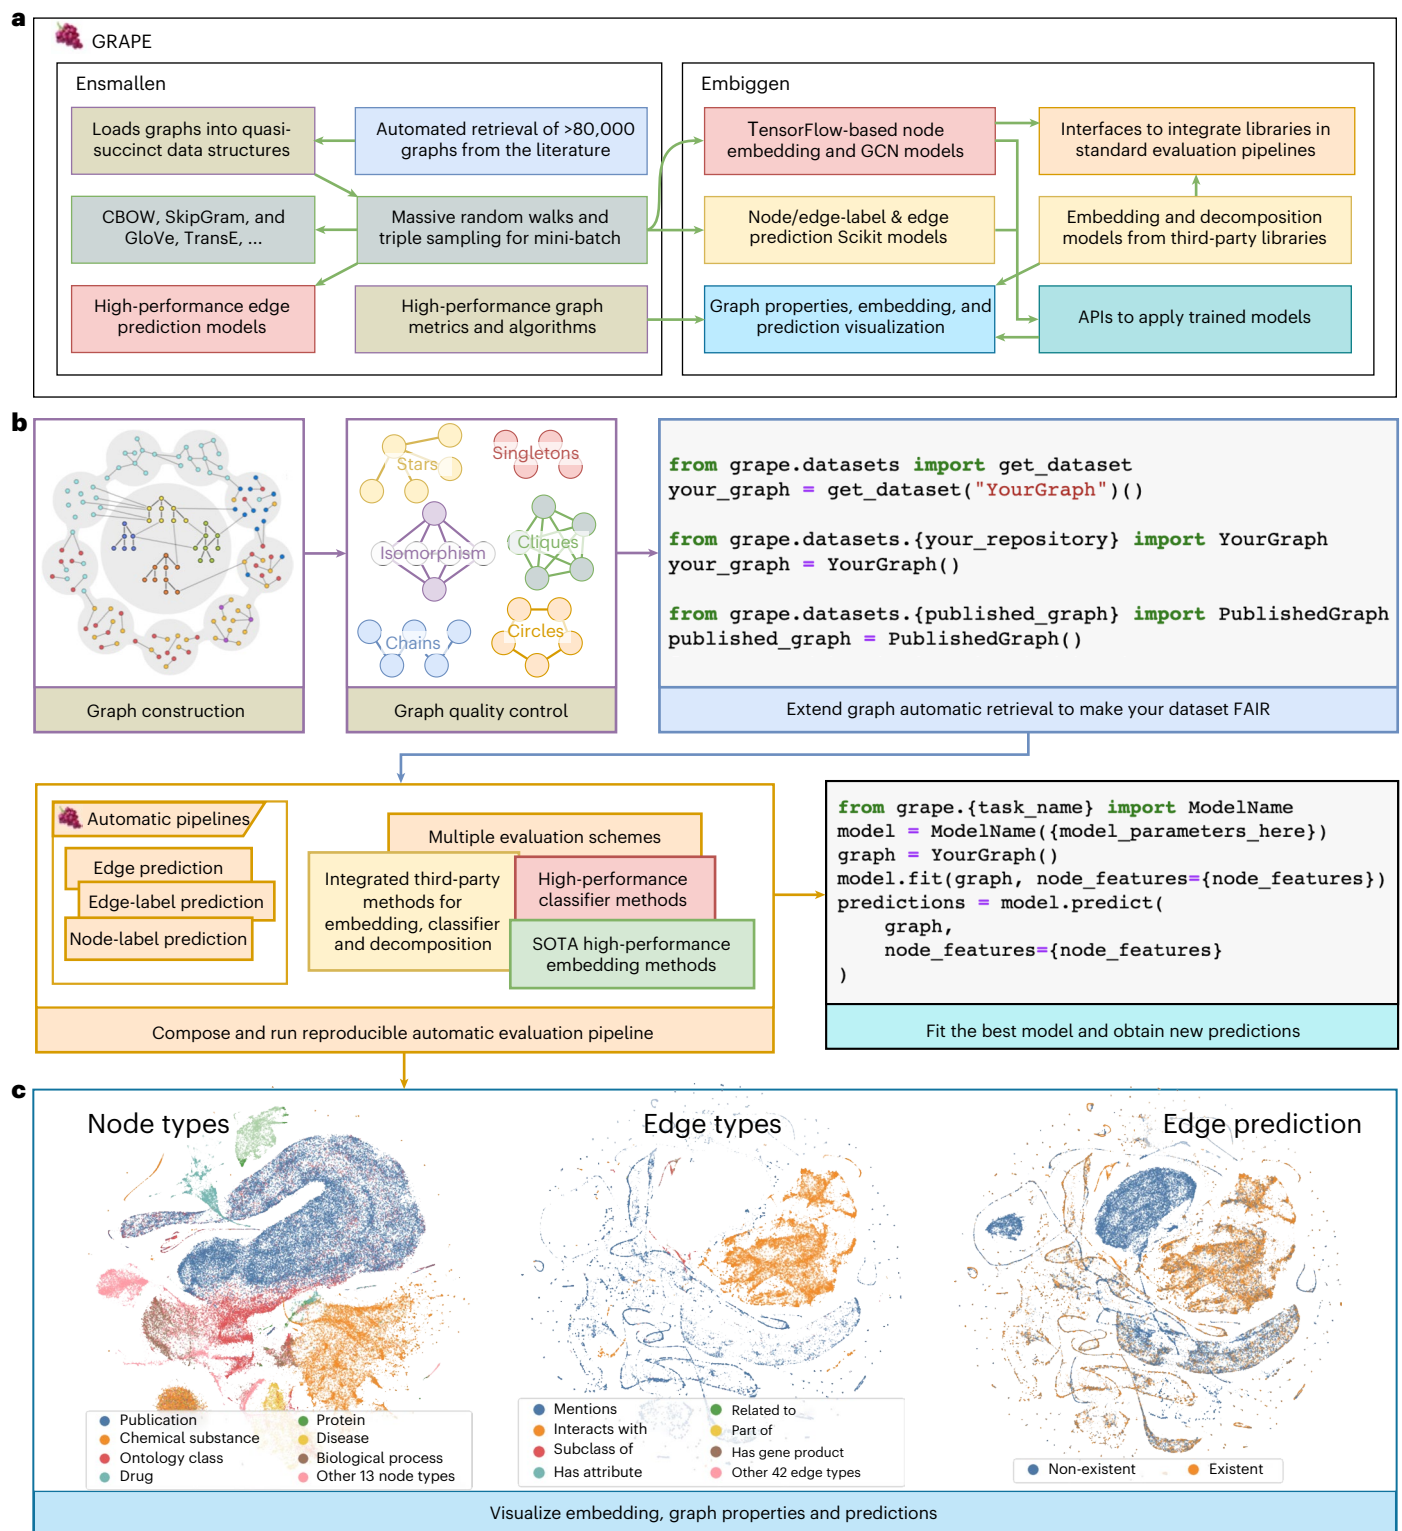 a
GRAPE
Ensmallen
Loads graphs into quasi-
succinct data structures
Automated retrieval of >80,000
graphs from the literature
CBOW, SkipGram, and
GloVe, TransE, ...
Massive random walks and
triple sampling for mini-batch
High-performance edge
prediction models
High-performance graph
metrics and algorithms
Embiggen
TensorFlow-based node
embedding and GCN models
Interfaces to integrate libraries in
standard evaluation pipelines
Node/edge-label & edge
prediction Scikit models
Embedding and decomposition
models from third-party libraries
Graph properties, embedding, and
prediction visualization
APIs to apply trained models
b
Graph construction
Stars
Singletons
Isomorphism
Cliques
Chains
Circles
Graph quality control
from grape.datasets import get_dataset
your_graph = get_dataset("YourGraph")()
from grape.datasets.{your_repository} import YourGraph
your_graph = YourGraph()
from grape.datasets.{published_graph} import PublishedGraph
published_graph = PublishedGraph()
Extend graph automatic retrieval to make your dataset FAIR
Automatic pipelines
Edge prediction
Edge-label prediction
Node-label prediction
Multiple evaluation schemes
Integrated third-party
methods for
embedding, classifier
and decomposition
High-performance
classifier methods
SOTA high-performance
embedding methods
Compose and run reproducible automatic evaluation pipeline
from grape.{task_name} import ModelName
model = ModelName({model_parameters_here})
graph = YourGraph()
model.fit(graph, node_features={node_features})
predictions = model.predict(
graph,
node_features={node_features}
)
Fit the best model and obtain new predictions
c
Node types
Publication
Chemical substance
Ontology class
Drug
Protein
Disease
Biological process
Other 13 node types
Edge types
Mentions
Interacts with
Subclass of
Has attribute
Related to
Part of
Has gene product
Other 42 edge types
Edge prediction
Non-existent
Existent
Visualize embedding, graph properties and predictions